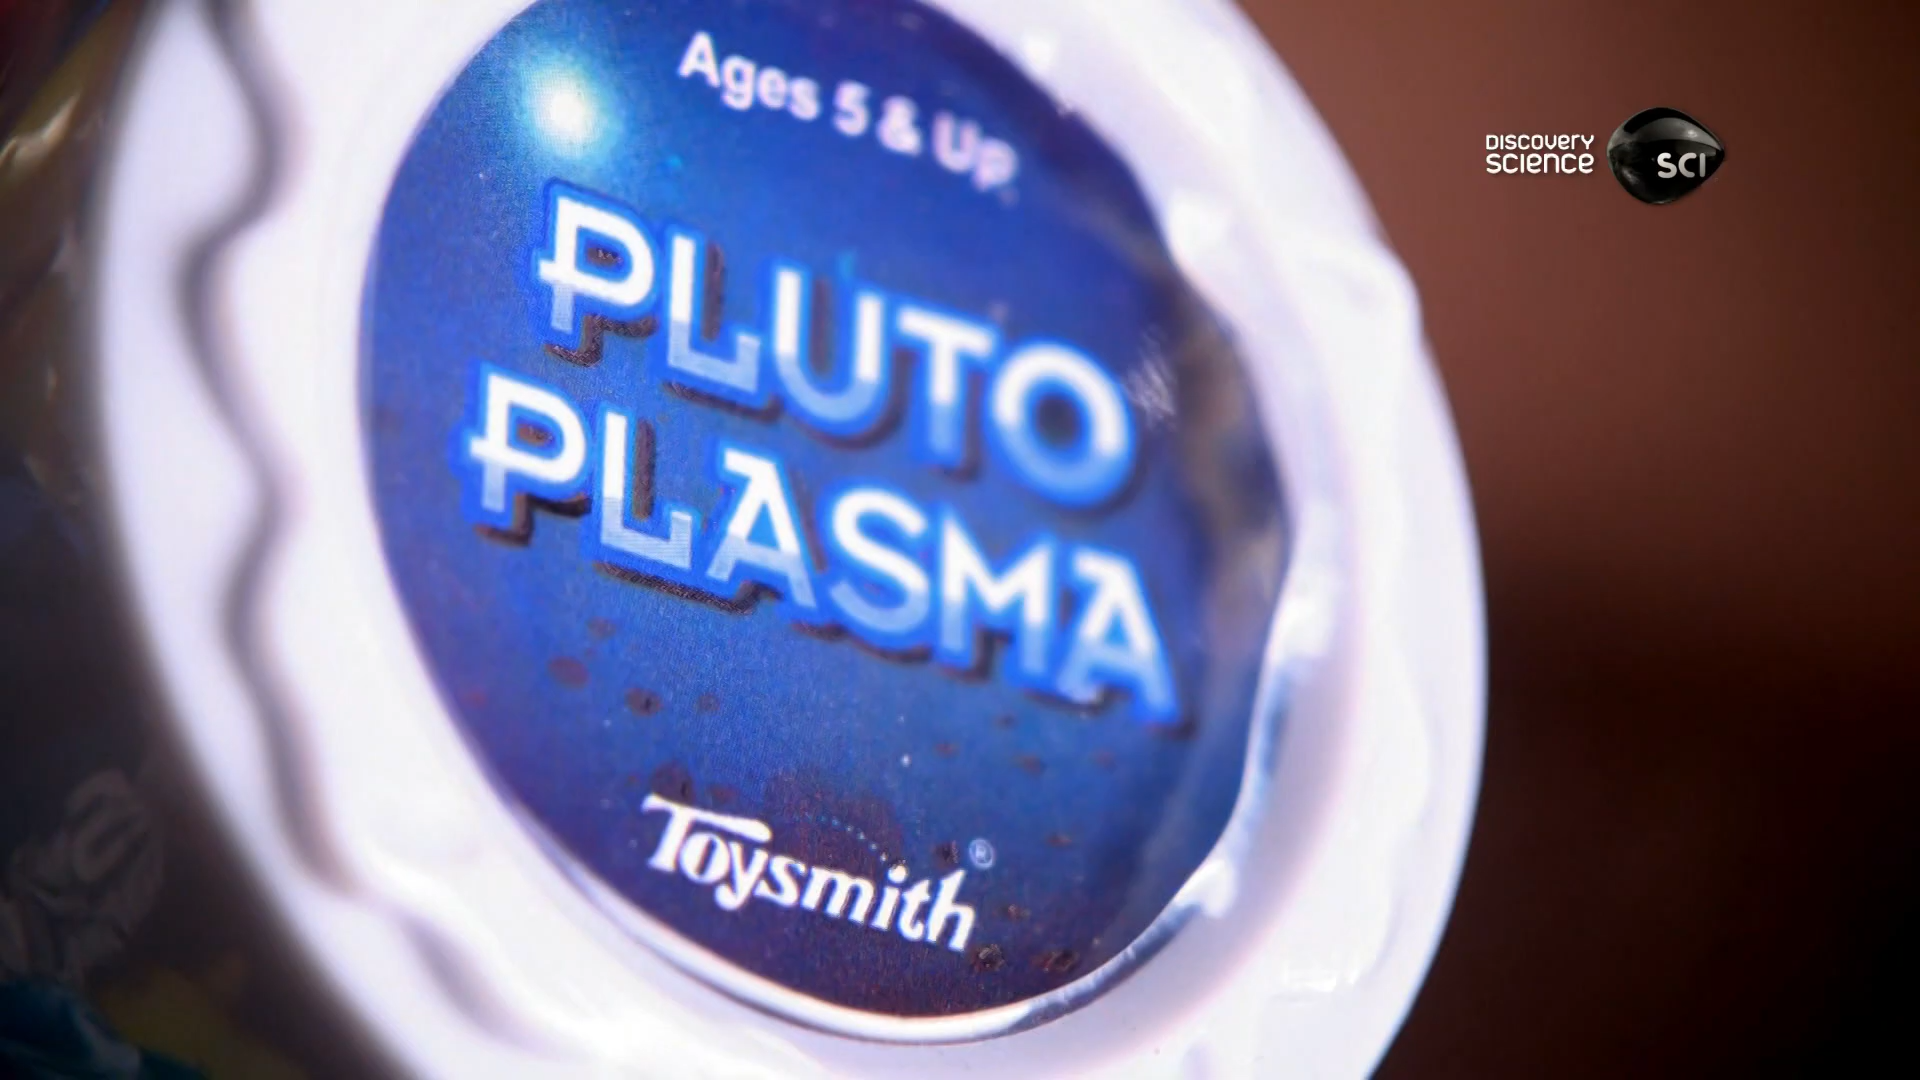 Ages 5 & Up
PLUTO
PLASMA
Toysmith®
DISCOVERY
SCIENCE
SCI